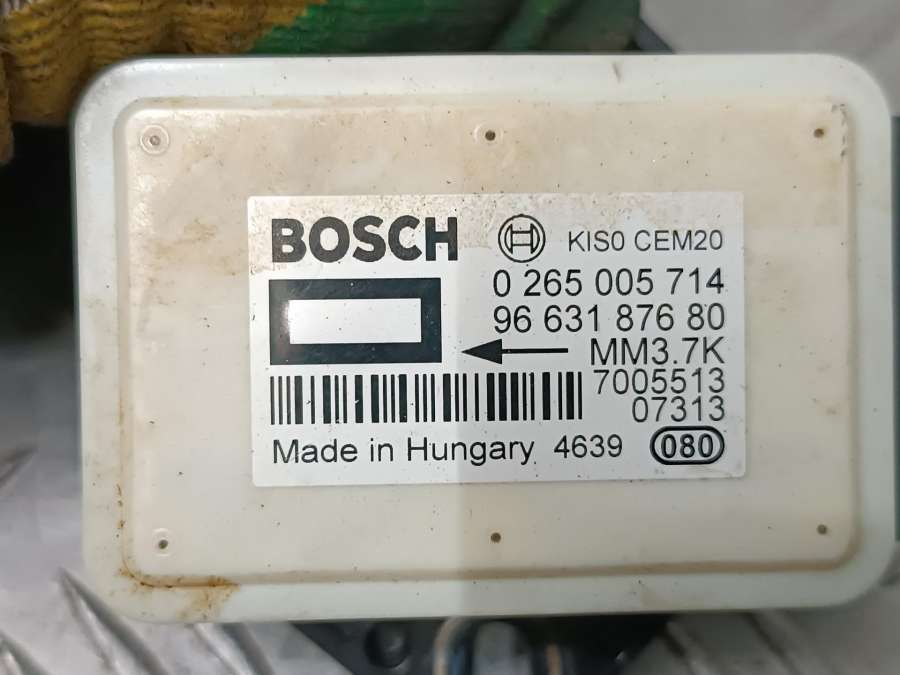 BOSCH KIS0 CEM20
0 265 005 714
96 631 876 80
MM3.7K
7005513
07313
Made in Hungary 4639 080